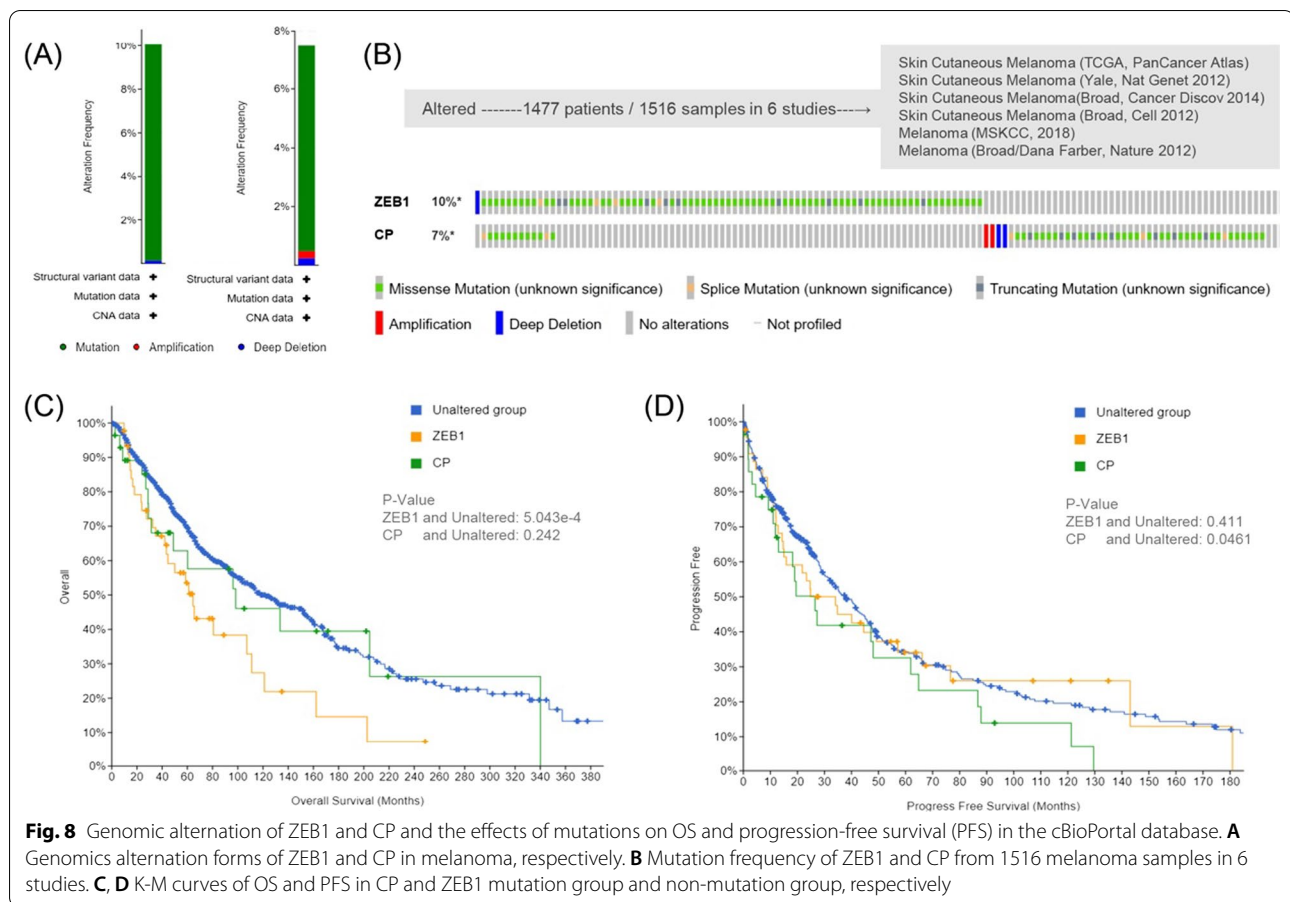 (A)
10%
8%
6%
4%
2%
Alteration Frequency
Structural variant data +
Mutation data +
CNA data +
8%
6%
4%
2%
Alteration Frequency
Structural variant data +
Mutation data +
CNA data +
Mutation Amplification Deep Deletion
(B)
Altered -------1477 patients / 1516 samples in 6 studies----→
Skin Cutaneous Melanoma (TCGA, PanCancer Atlas)
Skin Cutaneous Melanoma (Yale, Nat Genet 2012)
Skin Cutaneous Melanoma(Broad, Cancer Discov 2014)
Skin Cutaneous Melanoma (Broad, Cell 2012)
Melanoma (MSKCC, 2018)
Melanoma (Broad/Dana Farber, Nature 2012)
ZEB1 10%*
CP 7%*
Missense Mutation (unknown significance) Splice Mutation (unknown significance) Truncating Mutation (unknown significance)
Amplification Deep Deletion No alterations – Not profiled
(C)
100%
90%
80%
70%
60%
50%
40%
30%
20%
10%
0%
Overall
Unaltered group
ZEB1
CP
P-Value
ZEB1 and Unaltered: 5.043e-4
CP and Unaltered: 0.242
0 20 40 60 80 100 120 140 160 180 200 220 240 260 280 300 320 340 360 380
Overall Survival (Months)
(D)
100%
90%
80%
70%
60%
50%
40%
30%
20%
10%
0%
Progression Free
Unaltered group
ZEB1
CP
P-Value
ZEB1 and Unaltered: 0.411
CP and Unaltered: 0.0461
0 10 20 30 40 50 60 70 80 90 100 110 120 130 140 150 160 170 180
Progress Free Survival (Months)
Fig. 8 Genomic alternation of ZEB1 and CP and the effects of mutations on OS and progression-free survival (PFS) in the cBioPortal database. A
Genomics alternation forms of ZEB1 and CP in melanoma, respectively. B Mutation frequency of ZEB1 and CP from 1516 melanoma samples in 6
studies. C, D K-M curves of OS and PFS in CP and ZEB1 mutation group and non-mutation group, respectively